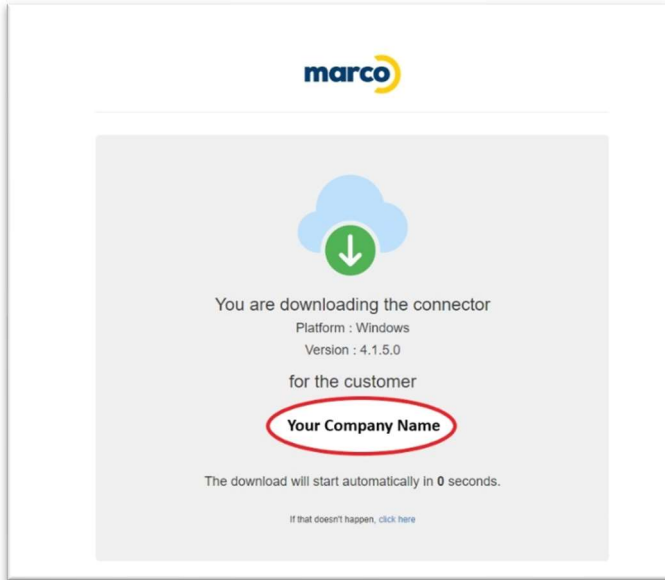 marco
You are downloading the connector
Platform : Windows
Version : 4.1.5.0
for the customer
Your Company Name
The download will start automatically in 0 seconds.
If that doesn't happen, click here